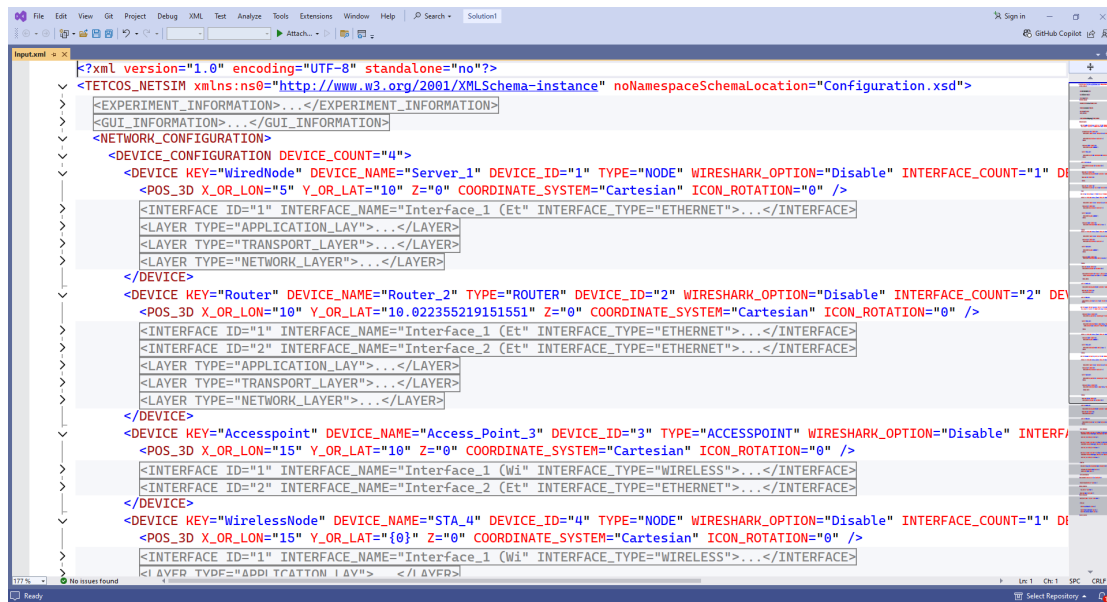 File Edit View Git Project Debug XML Test Analyze Tools Extensions Window Help Search Solution1 Sign in
Attach... GitHub Copilot
Input.xml
<?xml version="1.0" encoding="UTF-8" standalone="no"?>
<TETCOS_NETSIM xmlns:ns0="http://www.w3.org/2001/XMLSchema-instance" noNamespaceSchemaLocation="Configuration.xsd">
<EXPERIMENT_INFORMATION>...</EXPERIMENT_INFORMATION>
<GUI_INFORMATION>...</GUI_INFORMATION>
<NETWORK_CONFIGURATION>
<DEVICE_CONFIGURATION DEVICE_COUNT="4">
<DEVICE KEY="WiredNode" DEVICE_NAME="Server_1" DEVICE_ID="1" TYPE="NODE" WIRESHARK_OPTION="Disable" INTERFACE_COUNT="1" DE
<POS_3D X_OR_LON="5" Y_OR_LAT="10" Z="0" COORDINATE_SYSTEM="Cartesian" ICON_ROTATION="0" />
<INTERFACE ID="1" INTERFACE_NAME="Interface_1 (Et" INTERFACE_TYPE="ETHERNET">...</INTERFACE>
<LAYER TYPE="APPLICATION_LAY">...</LAYER>
<LAYER TYPE="TRANSPORT_LAYER">...</LAYER>
<LAYER TYPE="NETWORK_LAYER">...</LAYER>
</DEVICE>
<DEVICE KEY="Router" DEVICE_NAME="Router_2" TYPE="ROUTER" DEVICE_ID="2" WIRESHARK_OPTION="Disable" INTERFACE_COUNT="2" DEV
<POS_3D X_OR_LON="10" Y_OR_LAT="10.022355219151551" Z="0" COORDINATE_SYSTEM="Cartesian" ICON_ROTATION="0" />
<INTERFACE ID="1" INTERFACE_NAME="Interface_1 (Et" INTERFACE_TYPE="ETHERNET">...</INTERFACE>
<INTERFACE ID="2" INTERFACE_NAME="Interface_2 (Et" INTERFACE_TYPE="ETHERNET">...</INTERFACE>
<LAYER TYPE="APPLICATION_LAY">...</LAYER>
<LAYER TYPE="TRANSPORT_LAYER">...</LAYER>
<LAYER TYPE="NETWORK_LAYER">...</LAYER>
</DEVICE>
<DEVICE KEY="Accesspoint" DEVICE_NAME="Access_Point_3" DEVICE_ID="3" TYPE="ACCESSPOINT" WIRESHARK_OPTION="Disable" INTERFA
<POS_3D X_OR_LON="15" Y_OR_LAT="10" Z="0" COORDINATE_SYSTEM="Cartesian" ICON_ROTATION="0" />
<INTERFACE ID="1" INTERFACE_NAME="Interface_1 (Wi" INTERFACE_TYPE="WIRELESS">...</INTERFACE>
<INTERFACE ID="2" INTERFACE_NAME="Interface_2 (Et" INTERFACE_TYPE="ETHERNET">...</INTERFACE>
</DEVICE>
<DEVICE KEY="WirelessNode" DEVICE_NAME="STA_4" DEVICE_ID="4" TYPE="NODE" WIRESHARK_OPTION="Disable" INTERFACE_COUNT="1" DE
<POS_3D X_OR_LON="15" Y_OR_LAT="{0}" Z="0" COORDINATE_SYSTEM="Cartesian" ICON_ROTATION="0" />
<INTERFACE ID="1" INTERFACE_NAME="Interface_1 (Wi" INTERFACE_TYPE="WIRELESS">...</INTERFACE>
<LAYER TYPE="APPLICATION_LAY">...</LAYER>
177 % No issues found Ln: 1 Ch: 1 SPC CRLF
Ready Select Repository